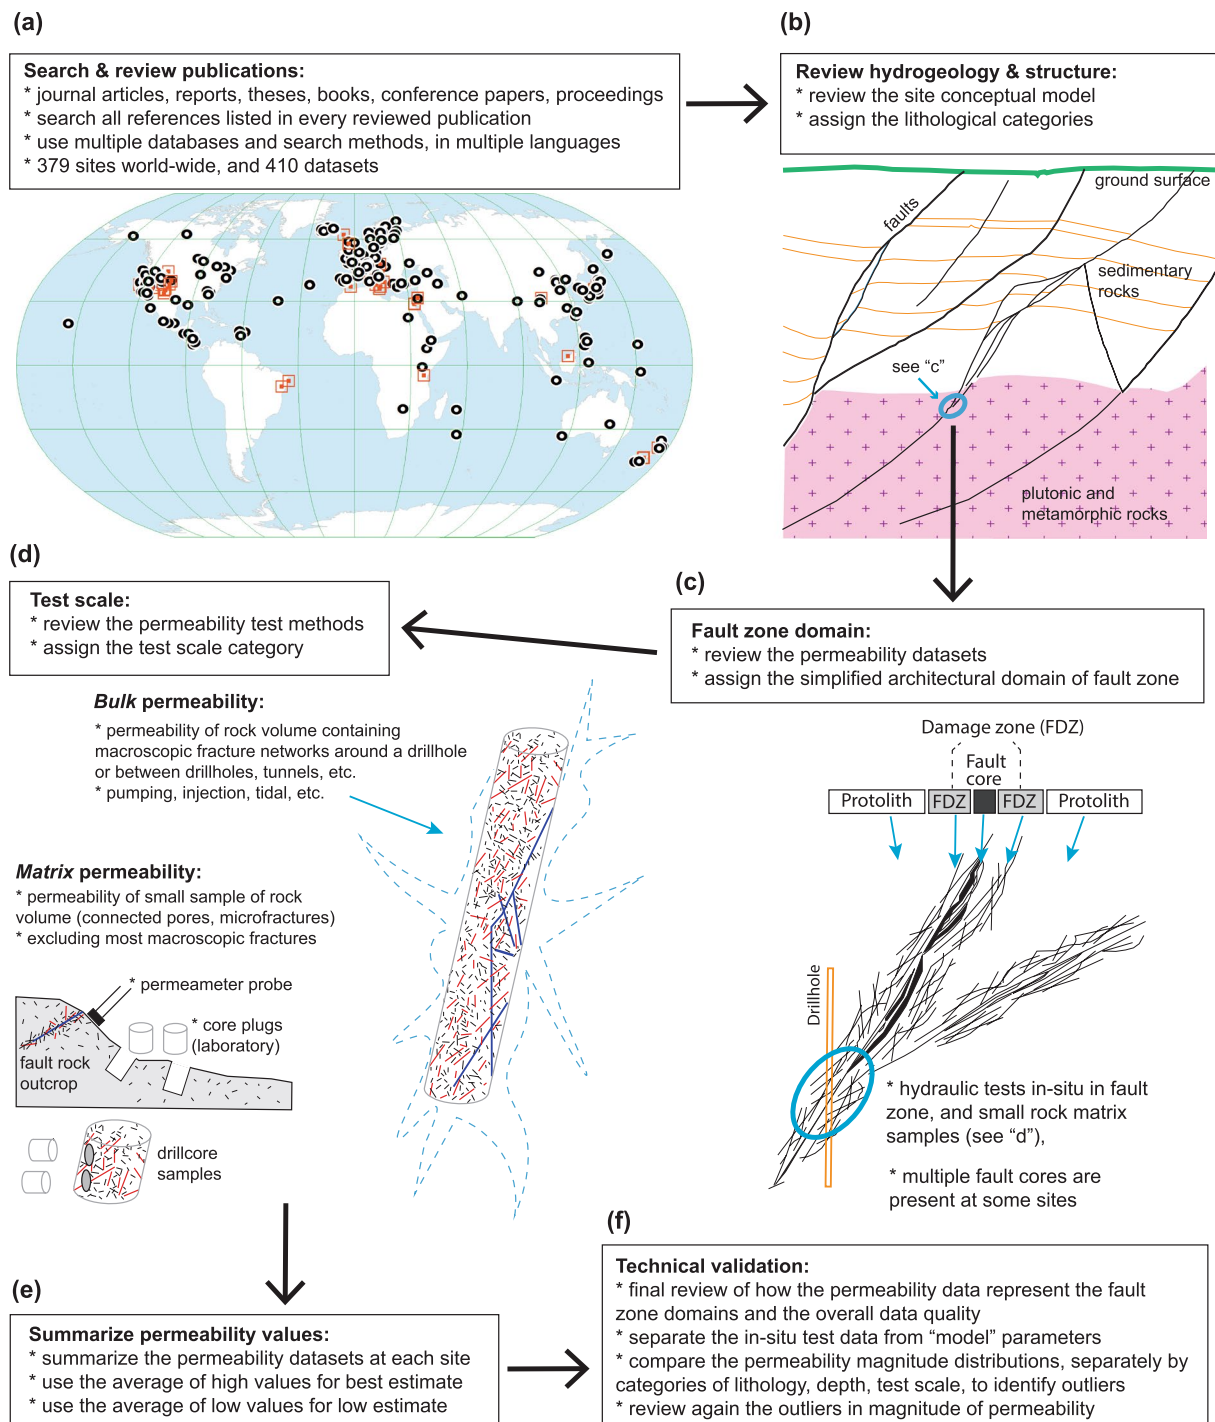 (a)
Search & review publications:
* journal articles, reports, theses, books, conference papers, proceedings
* search all references listed in every reviewed publication
* use multiple databases and search methods, in multiple languages
* 379 sites world-wide, and 410 datasets
(b)
Review hydrogeology & structure:
* review the site conceptual model
* assign the lithological categories
ground surface
faults
sedimentary
rocks
see “c”
plutonic and
metamorphic rocks
(c)
Fault zone domain:
* review the permeability datasets
* assign the simplified architectural domain of fault zone
Damage zone (FDZ)
Fault
core
Protolith
FDZ
FDZ
Protolith
Drillhole
* hydraulic tests in-situ in fault
zone, and small rock matrix
samples (see “d”),
* multiple fault cores are
present at some sites
(d)
Test scale:
* review the permeability test methods
* assign the test scale category
Bulk permeability:
* permeability of rock volume containing
macroscopic fracture networks around a drillhole
or between drillholes, tunnels, etc.
* pumping, injection, tidal, etc.
Matrix permeability:
* permeability of small sample of rock
volume (connected pores, microfractures)
* excluding most macroscopic fractures
* permeameter probe
* core plugs
(laboratory)
fault rock
outcrop
drillcore
samples
(e)
Summarize permeability values:
* summarize the permeability datasets at each site
* use the average of high values for best estimate
* use the average of low values for low estimate
(f)
Technical validation:
* final review of how the permeability data represent the fault
zone domains and the overall data quality
* separate the in-situ test data from “model” parameters
* compare the permeability magnitude distributions, separately by
categories of lithology, depth, test scale, to identify outliers
* review again the outliers in magnitude of permeability